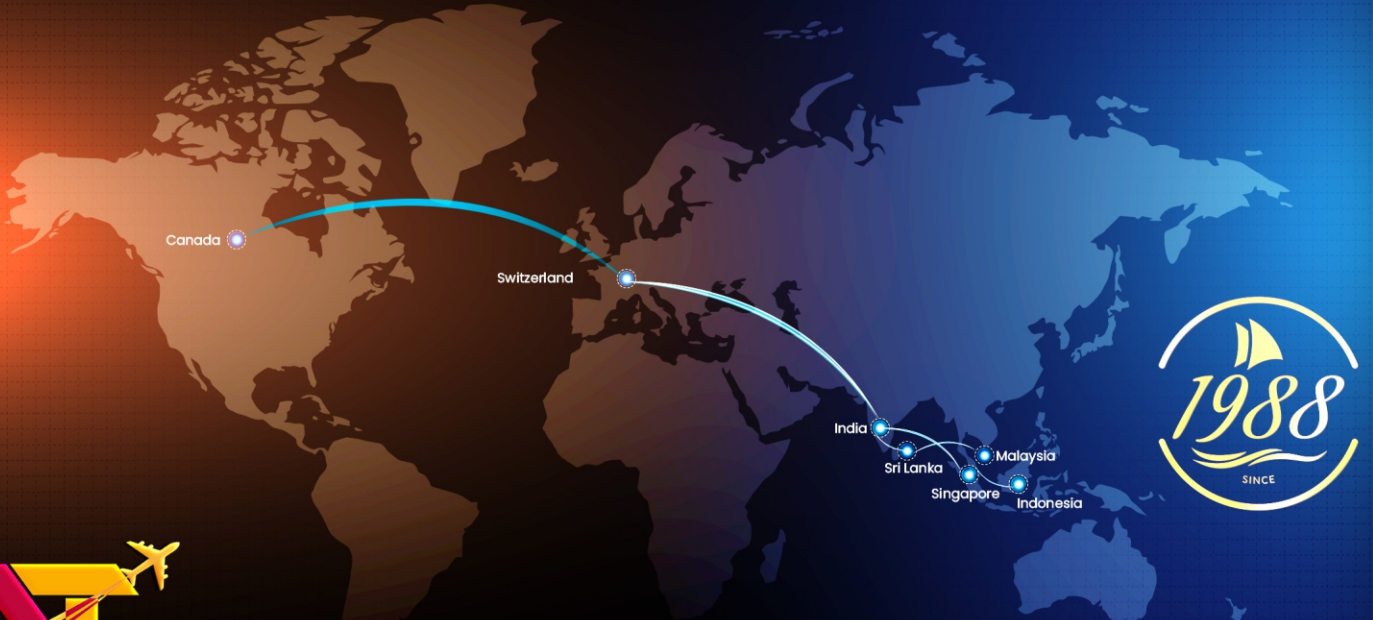 Canada
Switzerland
India
Sri Lanka
Malaysia
Singapore
Indonesia
1988
SINCE